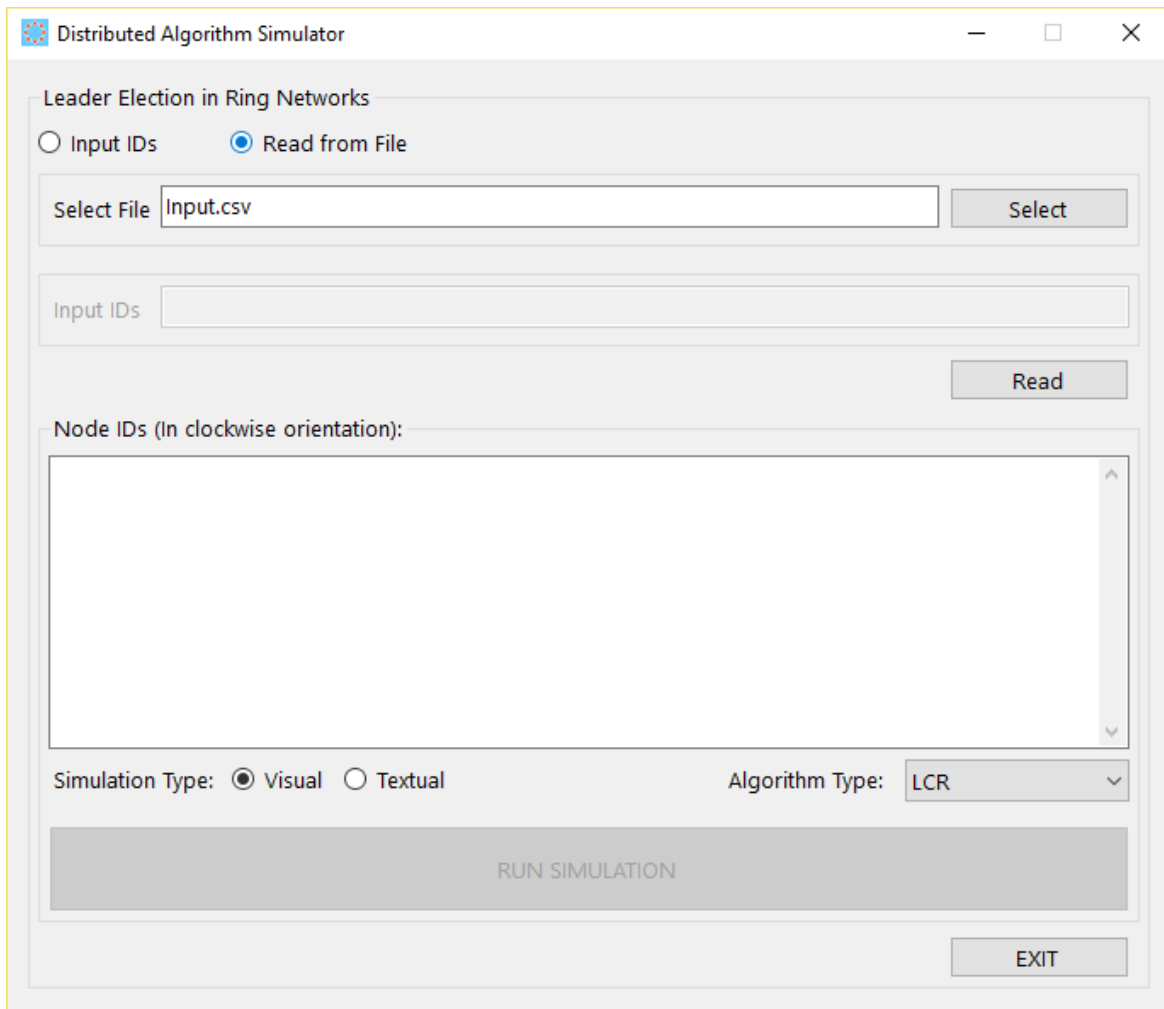 Distributed Algorithm Simulator
Leader Election in Ring Networks
Input IDs Read from File
Select File Input.csv Select
Input IDs
Read
Node IDs (In clockwise orientation):
Simulation Type: Visual Textual Algorithm Type: LCR
RUN SIMULATION
EXIT